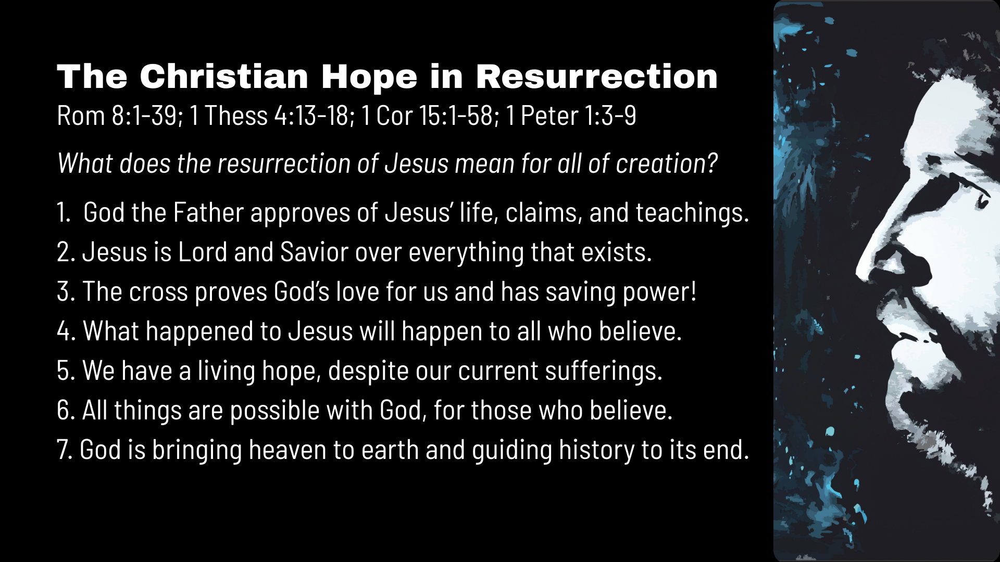 The Christian Hope in Resurrection
Rom 8:1-39; 1 Thess 4:13-18; 1 Cor 15:1-58; 1 Peter 1:3-9
What does the resurrection of Jesus mean for all of creation?
1. God the Father approves of Jesus’ life, claims, and teachings.
2. Jesus is Lord and Savior over everything that exists.
3. The cross proves God’s love for us and has saving power!
4. What happened to Jesus will happen to all who believe.
5. We have a living hope, despite our current sufferings.
6. All things are possible with God, for those who believe.
7. God is bringing heaven to earth and guiding history to its end.